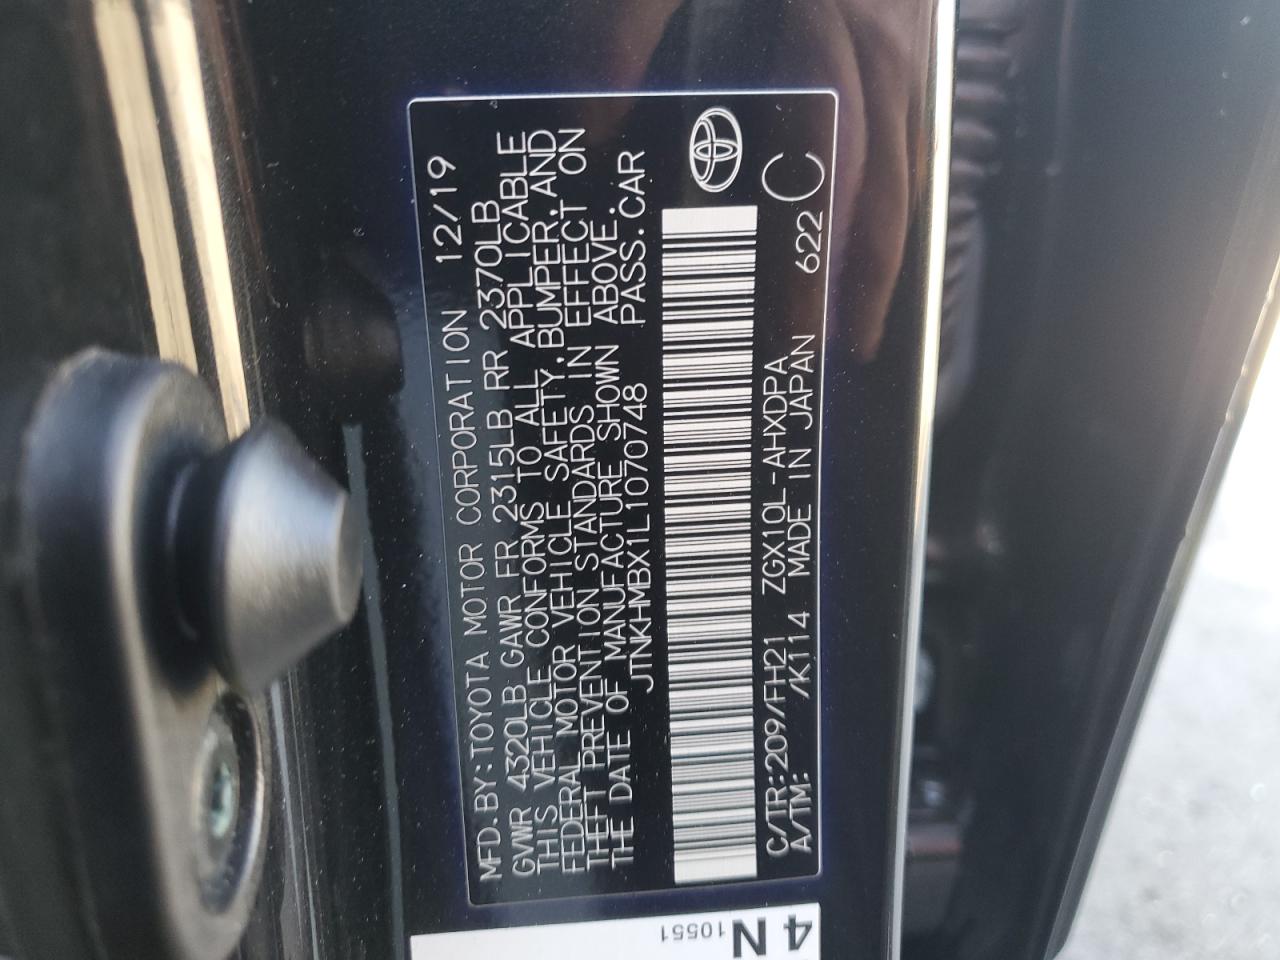 MFD.BY:TOYOTA MOTOR CORPORATION 12/19
GVWR 4320LB GAWR FR 2315LB RR 2370LB
THIS VEHICLE CONFORMS TO ALL APPLICABLE
FEDERAL MOTOR VEHICLE SAFETY,BUMPER,AND
THEFT PREVENTION STANDARDS IN EFFECT ON
THE DATE OF MANUFACTURE SHOWN ABOVE.
JTNKHMBX1L1070748 PASS.CAR
C/TR:209/FH21 ZGX10L-AHXDPA 622 C
A/TM: /K114 MADE IN JAPAN
4N
10551